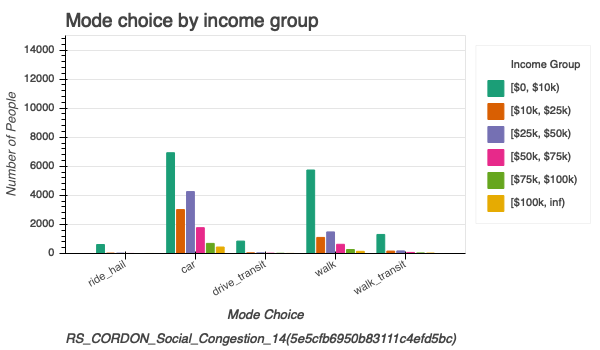 Mode choice by income group
14000
12000
10000
8000
6000
4000
2000
0
Number of People
ride_hail
car
drive_transit
walk
walk_transit
Mode Choice
RS_CORDON_Social_Congestion_14(5e5cfb6950b83111c4efd5bc)
Income Group
[$0, $10k)
[$10k, $25k)
[$25k, $50k)
[$50k, $75k)
[$75k, $100k)
[$100k, inf)